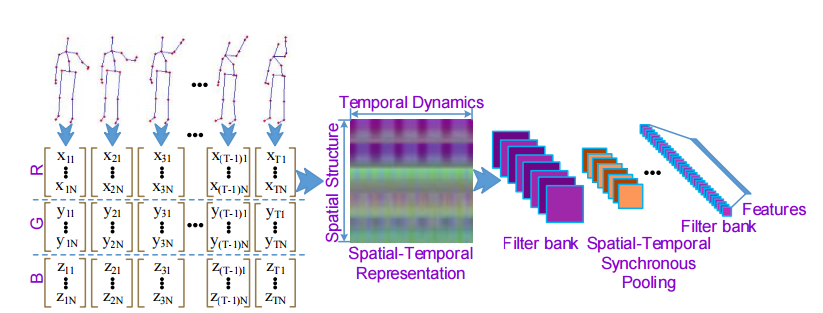 R
x11 x21 x31 x(T-1)1 xT1
x1N x2N x3N x(T-1)N xTN
G
y11 y21 y31 y(T-1)1 yT1
y1N y2N y3N y(T-1)N yTN
B
z11 z21 z31 z(T-1)1 zT1
z1N z2N z3N z(T-1)N zTN
Temporal Dynamics
Spatial Structure
Spatial-Temporal
Representation
Filter bank
Spatial-Temporal
Synchronous
Pooling
Filter bank
Features